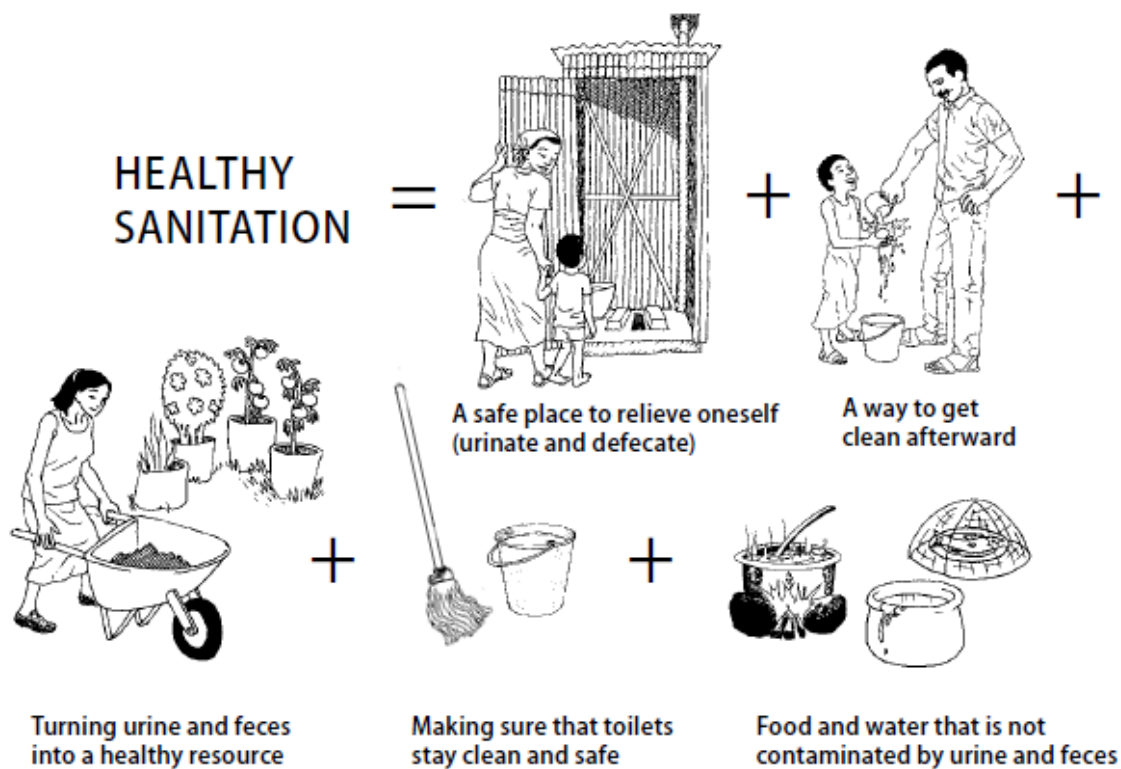 HEALTHY
SANITATION
=
+
+
A safe place to relieve oneself
(urinate and defecate)
A way to get
clean afterward
+
+
Turning urine and feces
into a healthy resource
Making sure that toilets
stay clean and safe
Food and water that is not
contaminated by urine and feces